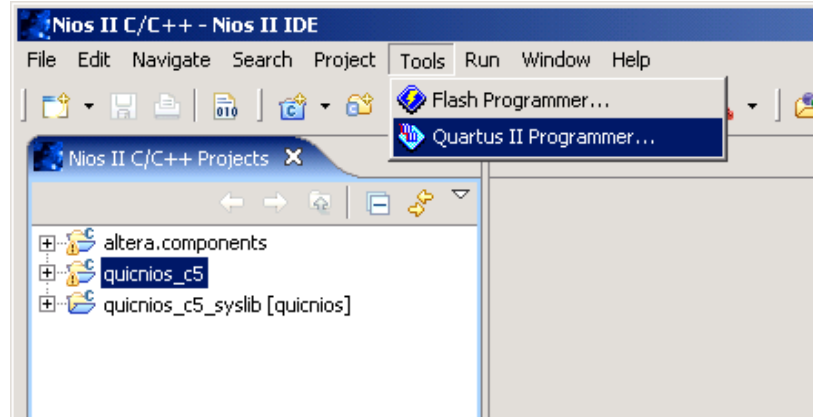 Nios II C/C++ - Nios II IDE
File Edit Navigate Search Project Tools Run Window Help
010
Flash Programmer...
Quartus II Programmer...
Nios II C/C++ Projects
altera.components
quicnios_c5
quicnios_c5_syslib [quicnios]